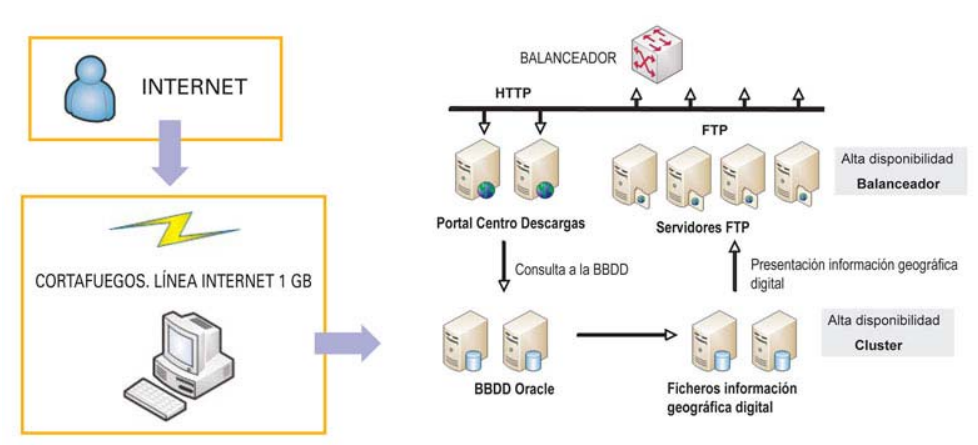 INTERNET
CORTAFUEGOS. LÍNEA INTERNET 1 GB
BALANCEADOR
HTTP
FTP
Portal Centro Descargas
Servidores FTP
Alta disponibilidad
Balanceador
Consulta a la BBDD
Presentación información geográfica
digital
BBDD Oracle
Ficheros información
geográfica digital
Alta disponibilidad
Cluster